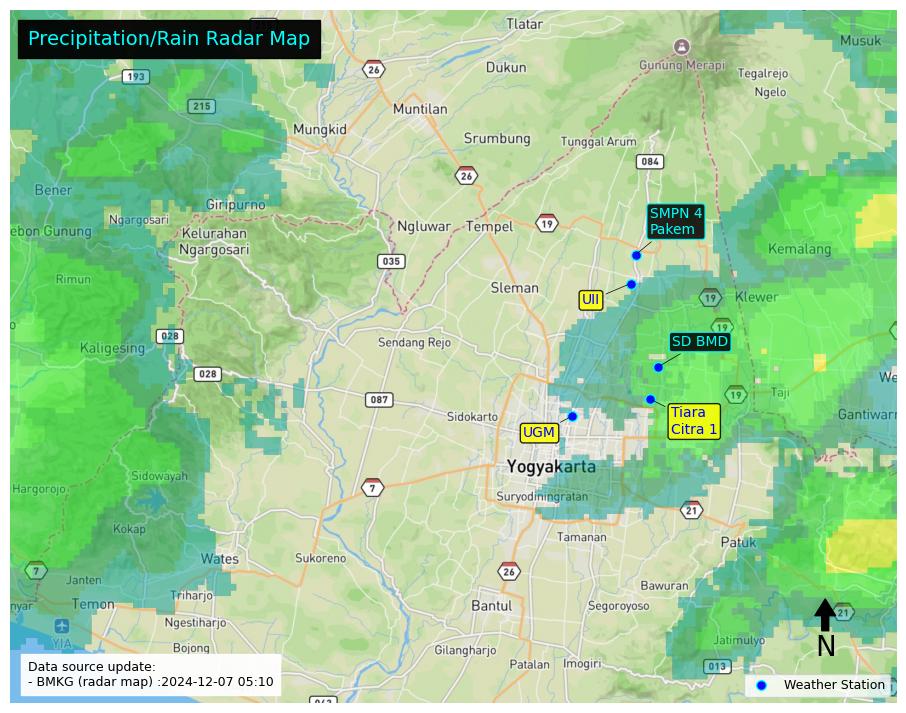 Precipitation/Rain Radar Map
Tlatar
Musuk
26
193
Dukun
Gunung Merapi
Tegalrejo
Ngelo
215
Muntilan
Mungkid
Srumbung
Tunggal Arum
084
26
Bener
Giripurno
SMPN 4
Pakem
Ngargosari
ebon Gunung
Kelurahan
Ngargosari
Ngluwar
Tempel
19
Kemalang
035
Rimun
Sleman
UII
19
Klewer
19
028
Kaligesing
Sendang Rejo
SD BMD
028
087
19
Taji
We
Sidokarto
UGM
Tiara
Citra 1
Gantiwarn
Yogyakarta
Sidowayah
Hargorojo
7
Suryodiningratan
21
Kokap
Tamanan
Patuk
Wates
Sukoreno
7
Janten
26
Bawuran
nyar
Temon
Triharjo
Bantul
Segoroyoso
21
Ngestiharjo
N
YIA
Bojong
Gilangharjo
Jatimulyo
Patalan
Imogiri
013
Data source update:
- BMKG (radar map) :2024-12-07 05:10
Weather Station